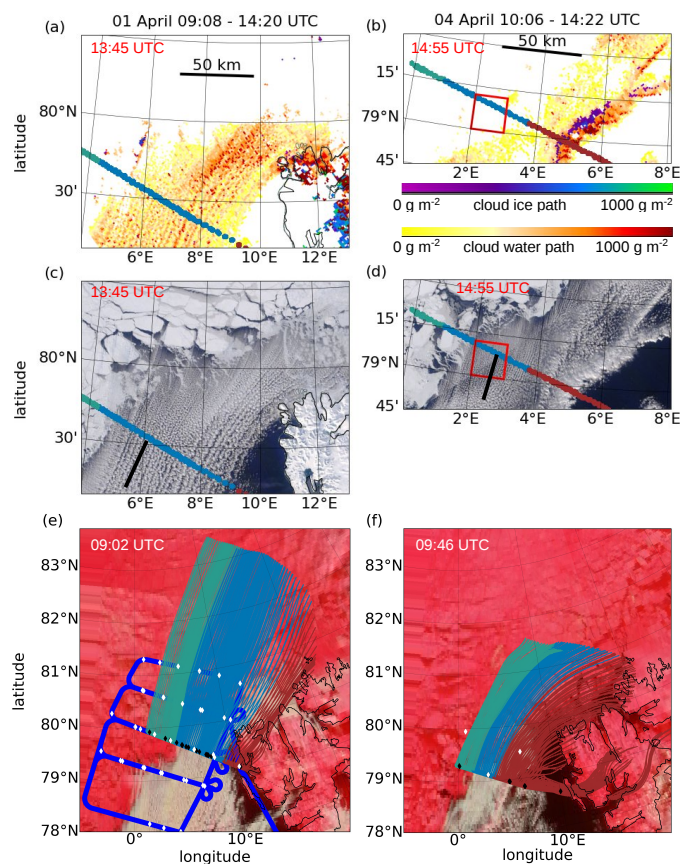 01 April 09:08 - 14:20 UTC
04 April 10:06 - 14:22 UTC
(a)
13:45 UTC
50 km
80°N
30'
latitude
6°E 8°E 10°E 12°E
(b)
14:55 UTC
50 km
15'
79°N
45'
2°E 4°E 6°E 8°E
0 g m-2 cloud ice path 1000 g m-2
0 g m-2 cloud water path 1000 g m-2
(c)
13:45 UTC
80°N
30'
latitude
6°E 8°E 10°E 12°E
(d)
14:55 UTC
15'
79°N
45'
2°E 4°E 6°E 8°E
(e)
09:02 UTC
83°N
82°N
81°N
80°N
79°N
78°N
latitude
0° 10°E
longitude
(f)
09:46 UTC
83°N
82°N
81°N
80°N
79°N
78°N
0° 10°E
longitude